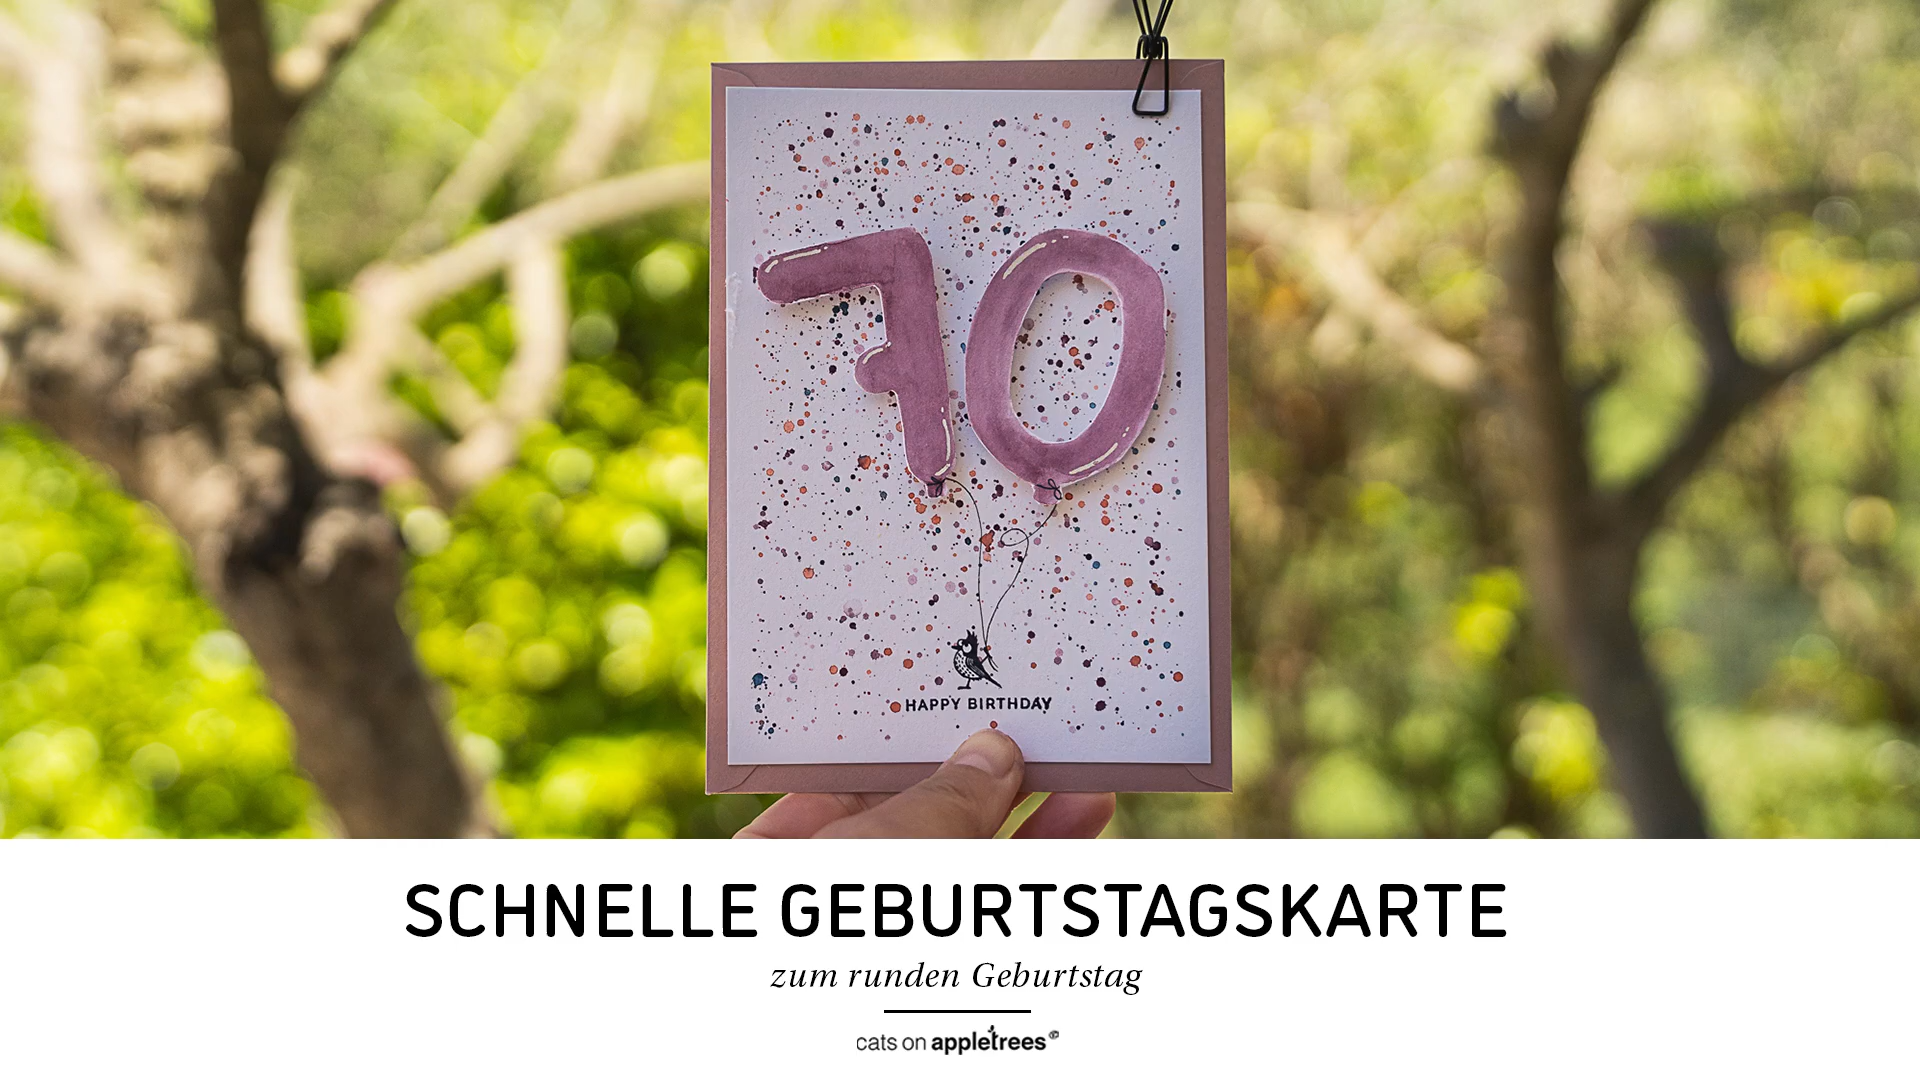 70
HAPPY BIRTHDAY
SCHNELLE GEBURTSTAGSKARTE
zum runden Geburtstag
cats on appletrees